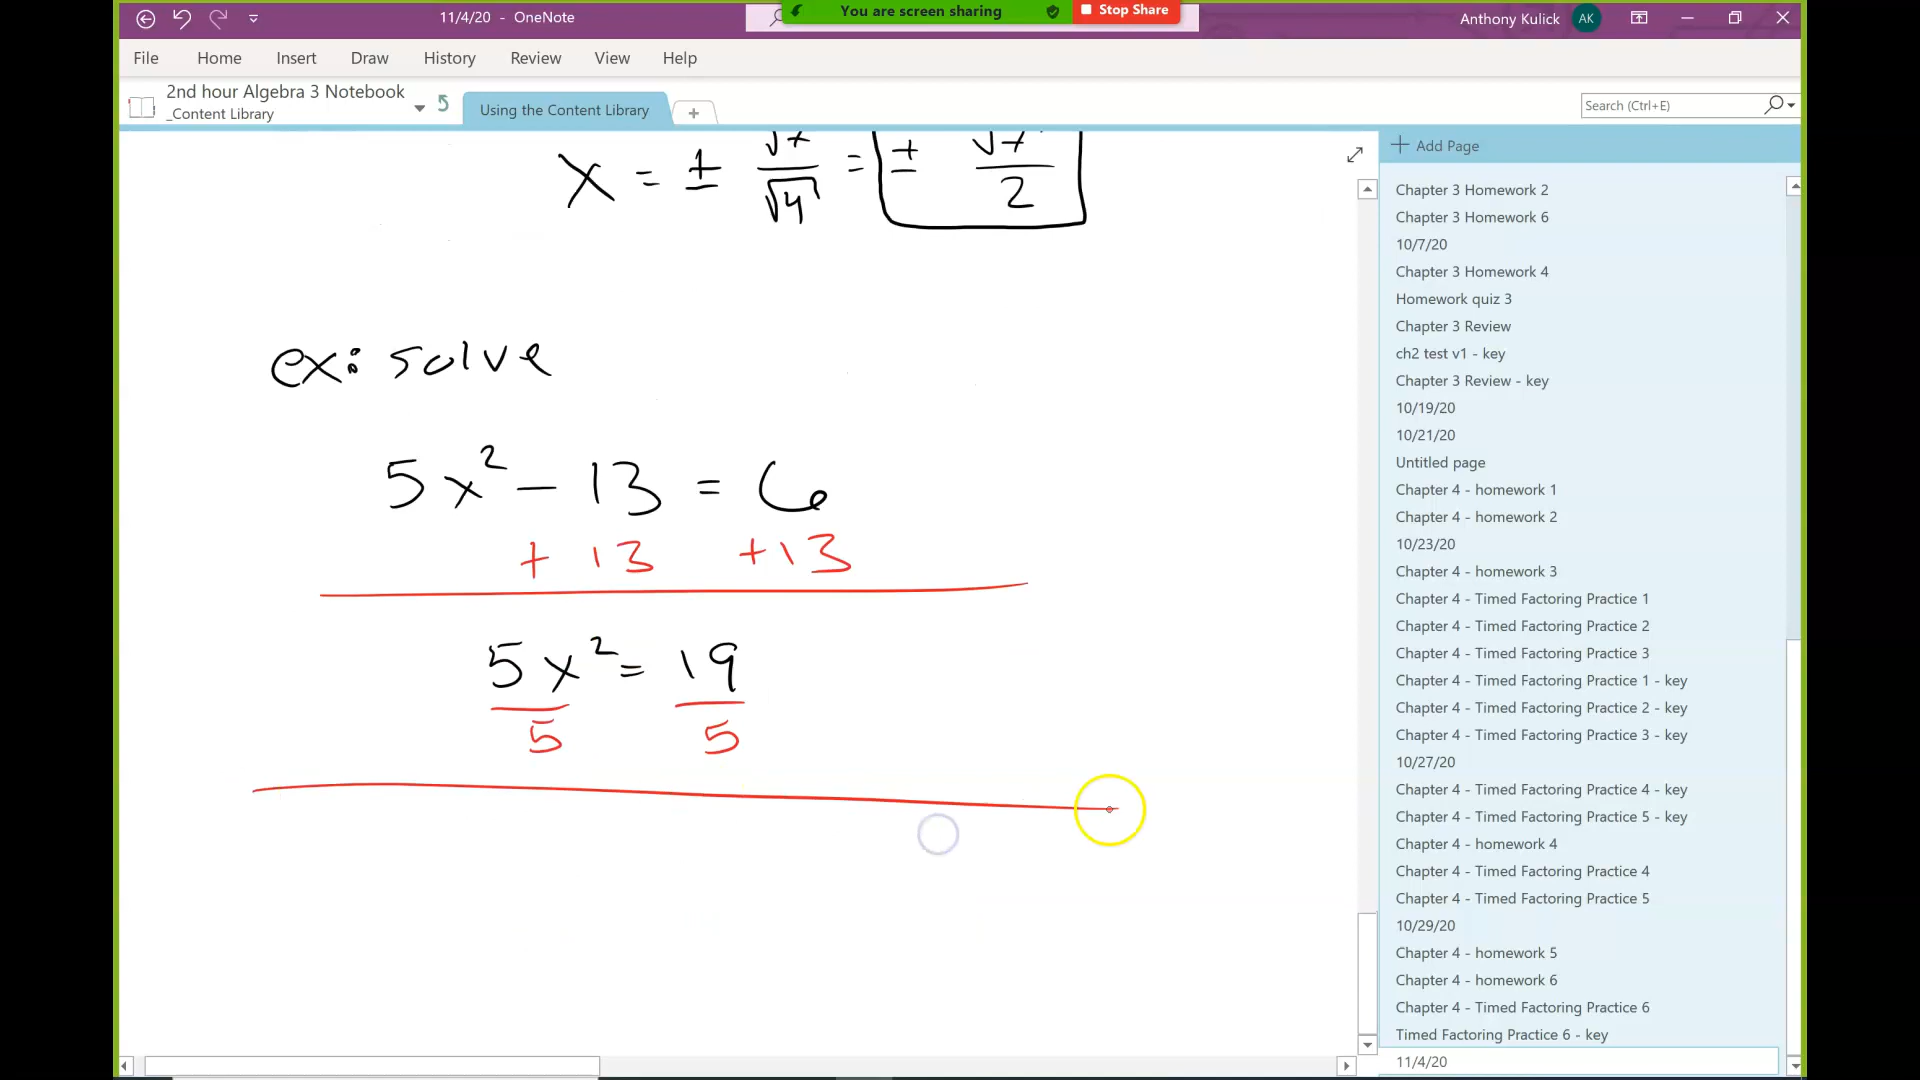 11/4/20 - OneNote
You are screen sharing
Stop Share
Anthony Kulick AK
File Home Insert Draw History Review View Help
2nd hour Algebra 3 Notebook
_Content Library
Using the Content Library
Search (Ctrl+E)
Add Page
x = ± √7/√4 = ± √7/2
ex: solve
5x² - 13 = 6
+ 13 +13
5x² = 19
5 5
Chapter 3 Homework 2
Chapter 3 Homework 6
10/7/20
Chapter 3 Homework 4
Homework quiz 3
Chapter 3 Review
ch2 test v1 - key
Chapter 3 Review - key
10/19/20
10/21/20
Untitled page
Chapter 4 - homework 1
Chapter 4 - homework 2
10/23/20
Chapter 4 - homework 3
Chapter 4 - Timed Factoring Practice 1
Chapter 4 - Timed Factoring Practice 2
Chapter 4 - Timed Factoring Practice 3
Chapter 4 - Timed Factoring Practice 1 - key
Chapter 4 - Timed Factoring Practice 2 - key
Chapter 4 - Timed Factoring Practice 3 - key
10/27/20
Chapter 4 - Timed Factoring Practice 4 - key
Chapter 4 - Timed Factoring Practice 5 - key
Chapter 4 - homework 4
Chapter 4 - Timed Factoring Practice 4
Chapter 4 - Timed Factoring Practice 5
10/29/20
Chapter 4 - homework 5
Chapter 4 - homework 6
Chapter 4 - Timed Factoring Practice 6
Timed Factoring Practice 6 - key
11/4/20